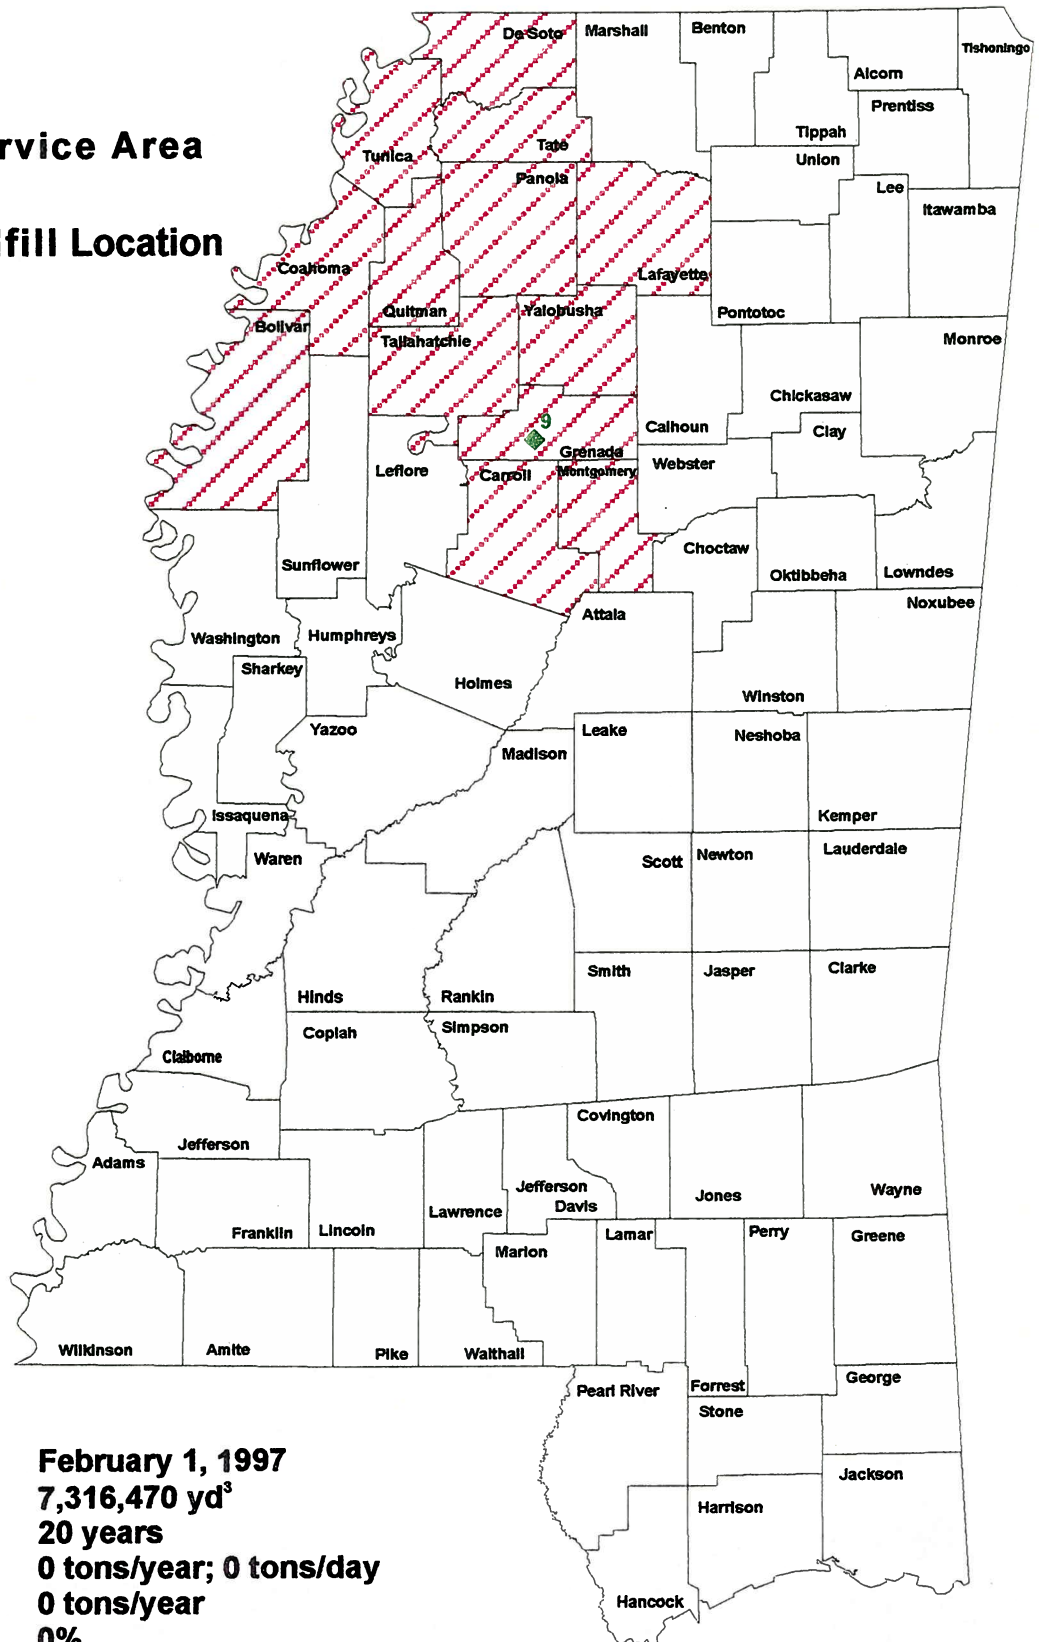 De Soto
Marshall
Benton
Tishoningo
Alcorn
Prentiss
Tippah
rvice Area
Tate
Tunica
Union
Panola
Lee
Itawamba
fill Location
Coahoma
Lafayette
Quitman
Yalobusha
Pontotoc
Bolivar
Tallahatchie
Monroe
Chickasaw
9
Calhoun
Clay
Grenada
Leflore
Carroll
Montgomery
Webster
Choctaw
Sunflower
Oktibbeha
Lowndes
Noxubee
Attala
Washington
Humphreys
Sharkey
Holmes
Winston
Yazoo
Leake
Neshoba
Madison
Issaquena
Kemper
Waren
Scott
Newton
Lauderdale
Smith
Jasper
Clarke
Hinds
Rankin
Copiah
Simpson
Claiborne
Covington
Jefferson
Adams
Jefferson
Davis
Jones
Wayne
Lawrence
Franklin
Lincoln
Marion
Lamar
Perry
Greene
Wilkinson
Amite
Pike
Walthall
Pearl River
Forrest
George
Stone
February 1, 1997
7,316,470 yd³
20 years
0 tons/year; 0 tons/day
0 tons/year
0%
Jackson
Harrison
Hancock